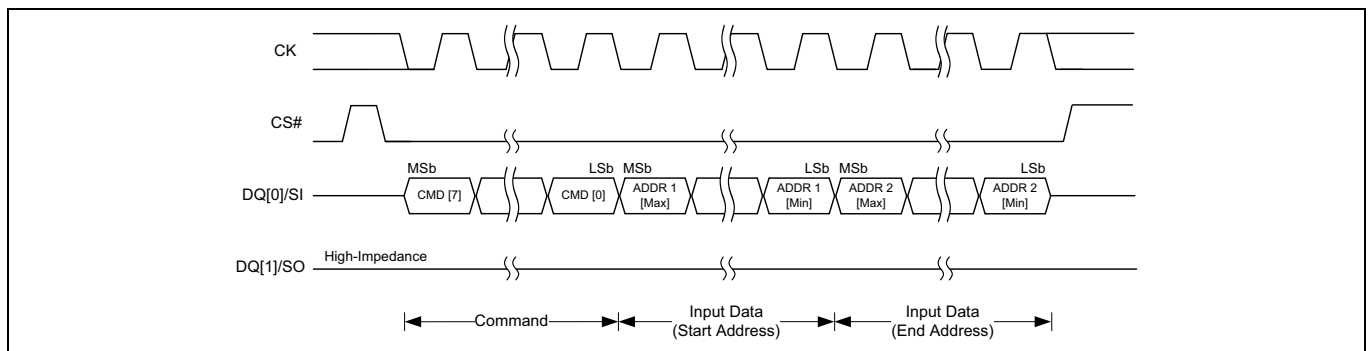 CK
CS#
MSb LSb MSb LSb MSb LSb
DQ[0]/SI
CMD [7] CMD [0] ADDR 1 ADDR 1 ADDR 2 ADDR 2
[Max] [Min] [Max] [Min]
High-Impedance
DQ[1]/SO
Command Input Data Input Data
(Start Address) (End Address)